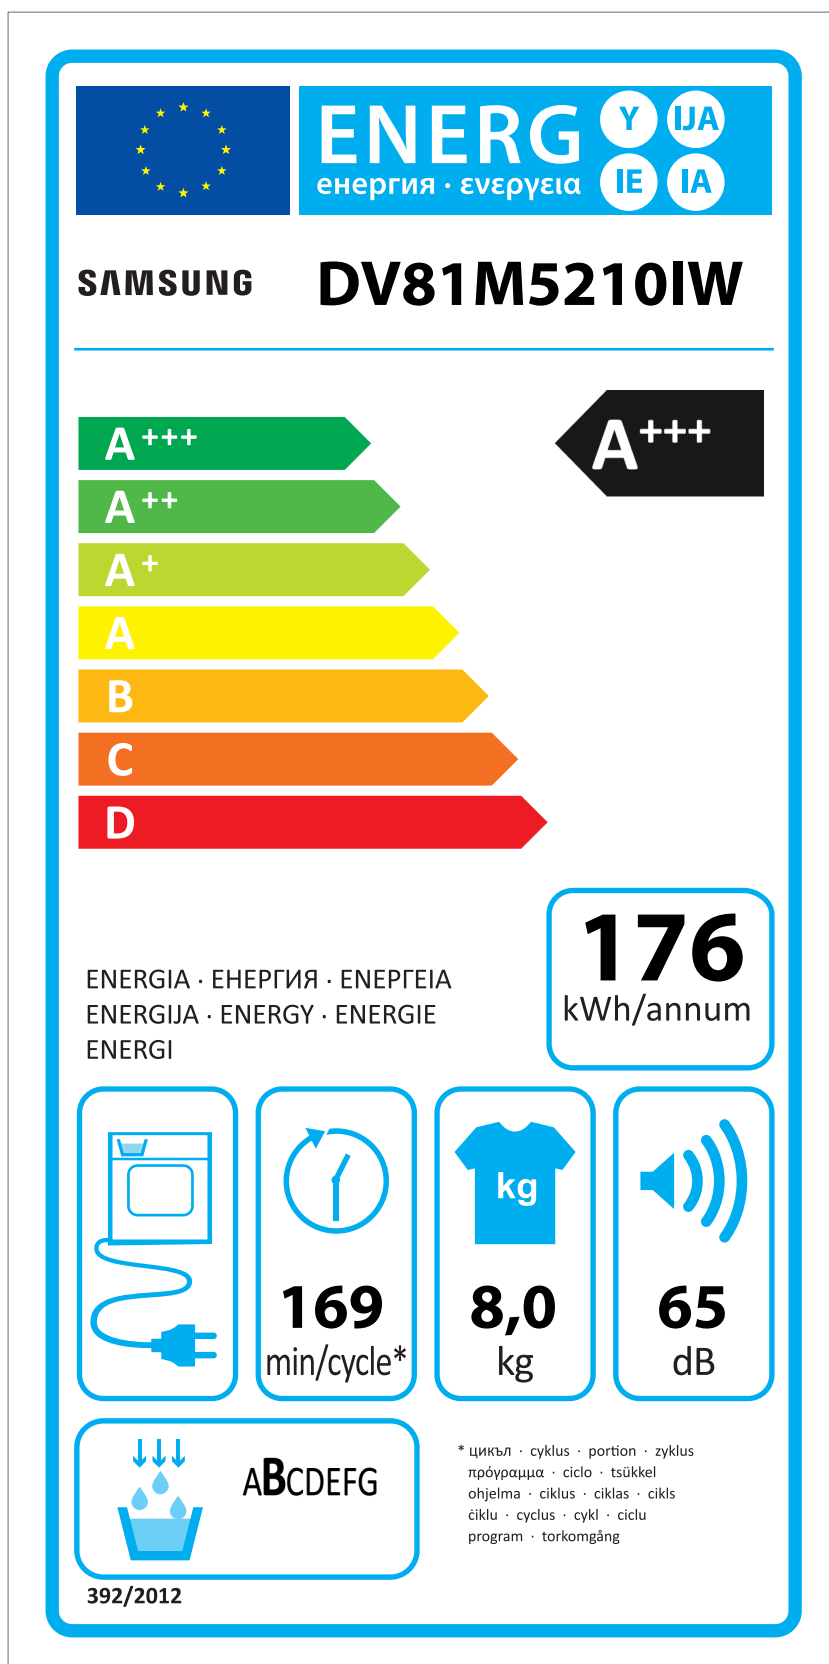 ENERG Y IJA
енергия · ενεργεια IE IA
SAMSUNG DV81M5210IW
A+++ A+++
A++
A+
A
B
C
D
176
kWh/annum
ENERGIA · ЕНЕРГИЯ · ΕΝΕΡΓΕΙΑ
ENERGIJA · ENERGY · ENERGIE
ENERGI
kg
169
min/cycle*
8,0
kg
65
dB
ABCDEFG
* цикъл · cyklus · portion · zyklus
πρόγραμμα · ciclo · tsükkel
ohjelma · ciklus · ciklas · cikls
ċiklu · cyclus · cykl · ciclu
program · torkomgång
392/2012